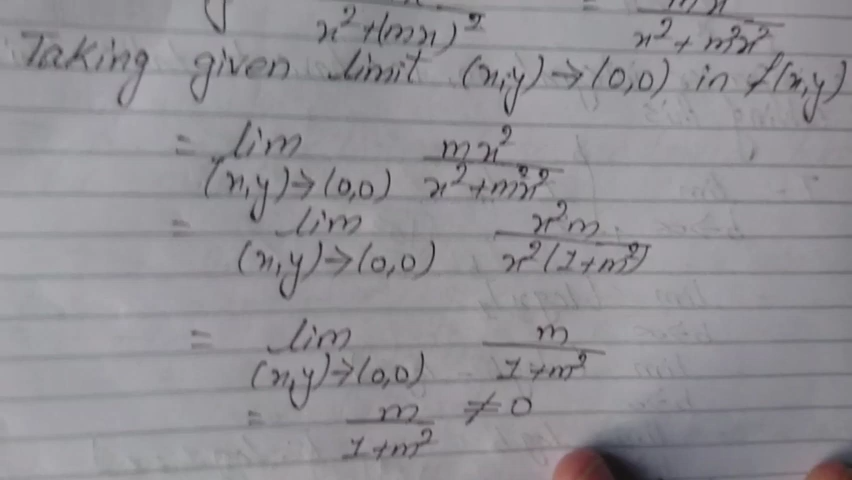 x²+(mx)² = x²+m²x²
Taking given limit (x,y)→(0,0) in f(x,y)
= lim mx²
(x,y)→(0,0) x²+m²x²
= lim x²m
(x,y)→(0,0) x²(1+m²)
= lim m
(x,y)→(0,0) 1+m²
= m ≠0
1+m²